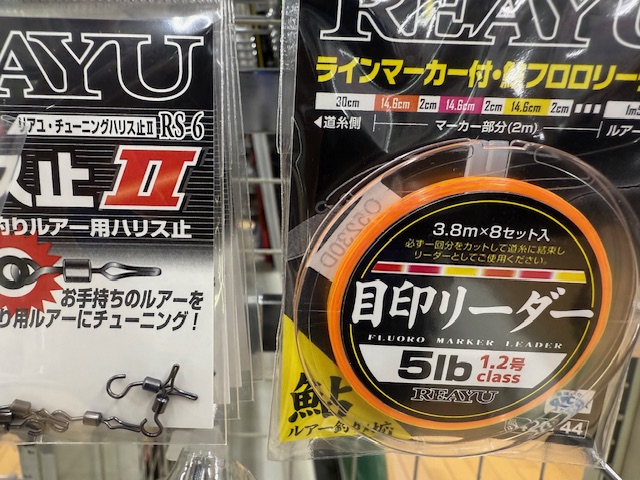 REAYU
リアユ・チューニングハリス止II RS-6
ス止 II
釣りルアー用ハリス止
お手持ちのルアーを
り用ルアーにチューニング!
REAYU
ラインマーカー付・鮎フロロリー
30cm 14.6cm 2cm 14.6cm 2cm 14.6cm 2cm
◀道糸側 マーカー部分(2m) ルアー
O5230D
3.8m×8セット入
必ず一回分をカットして道糸に結束し
リーダーとしてご使用ください。
目印リーダー
FLUORO MARKER LEADER
5lb 1.2号 class
REAYU
鮎
ルアー釣り
44